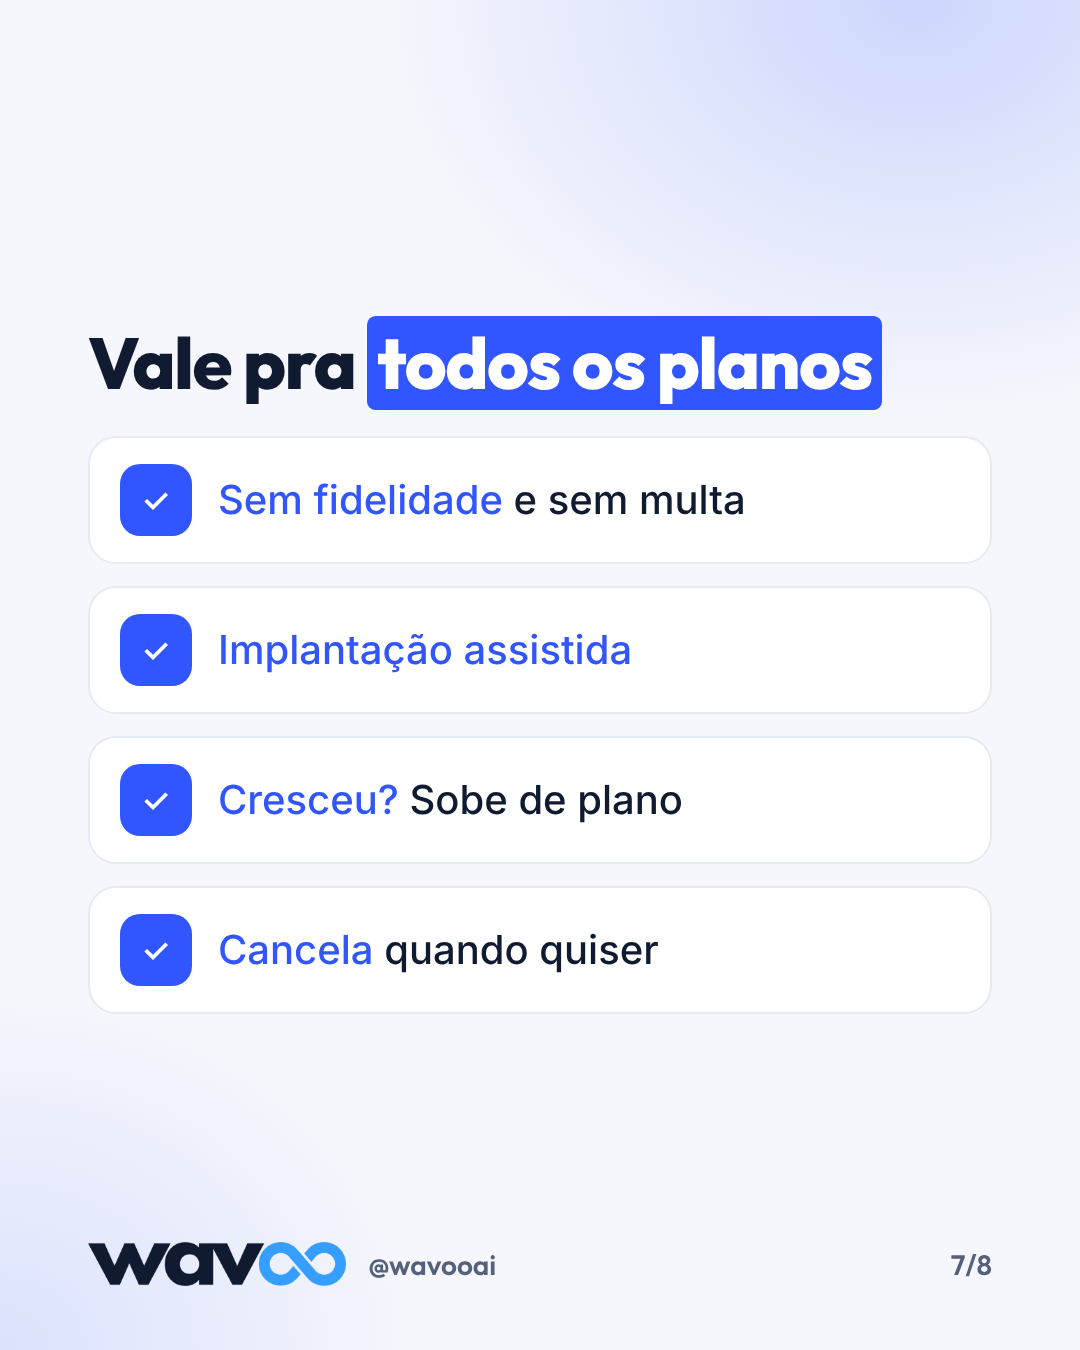 Vale pra todos os planos
Sem fidelidade e sem multa
Implantação assistida
Cresceu? Sobe de plano
Cancela quando quiser
wavoo @wavooai 7/8